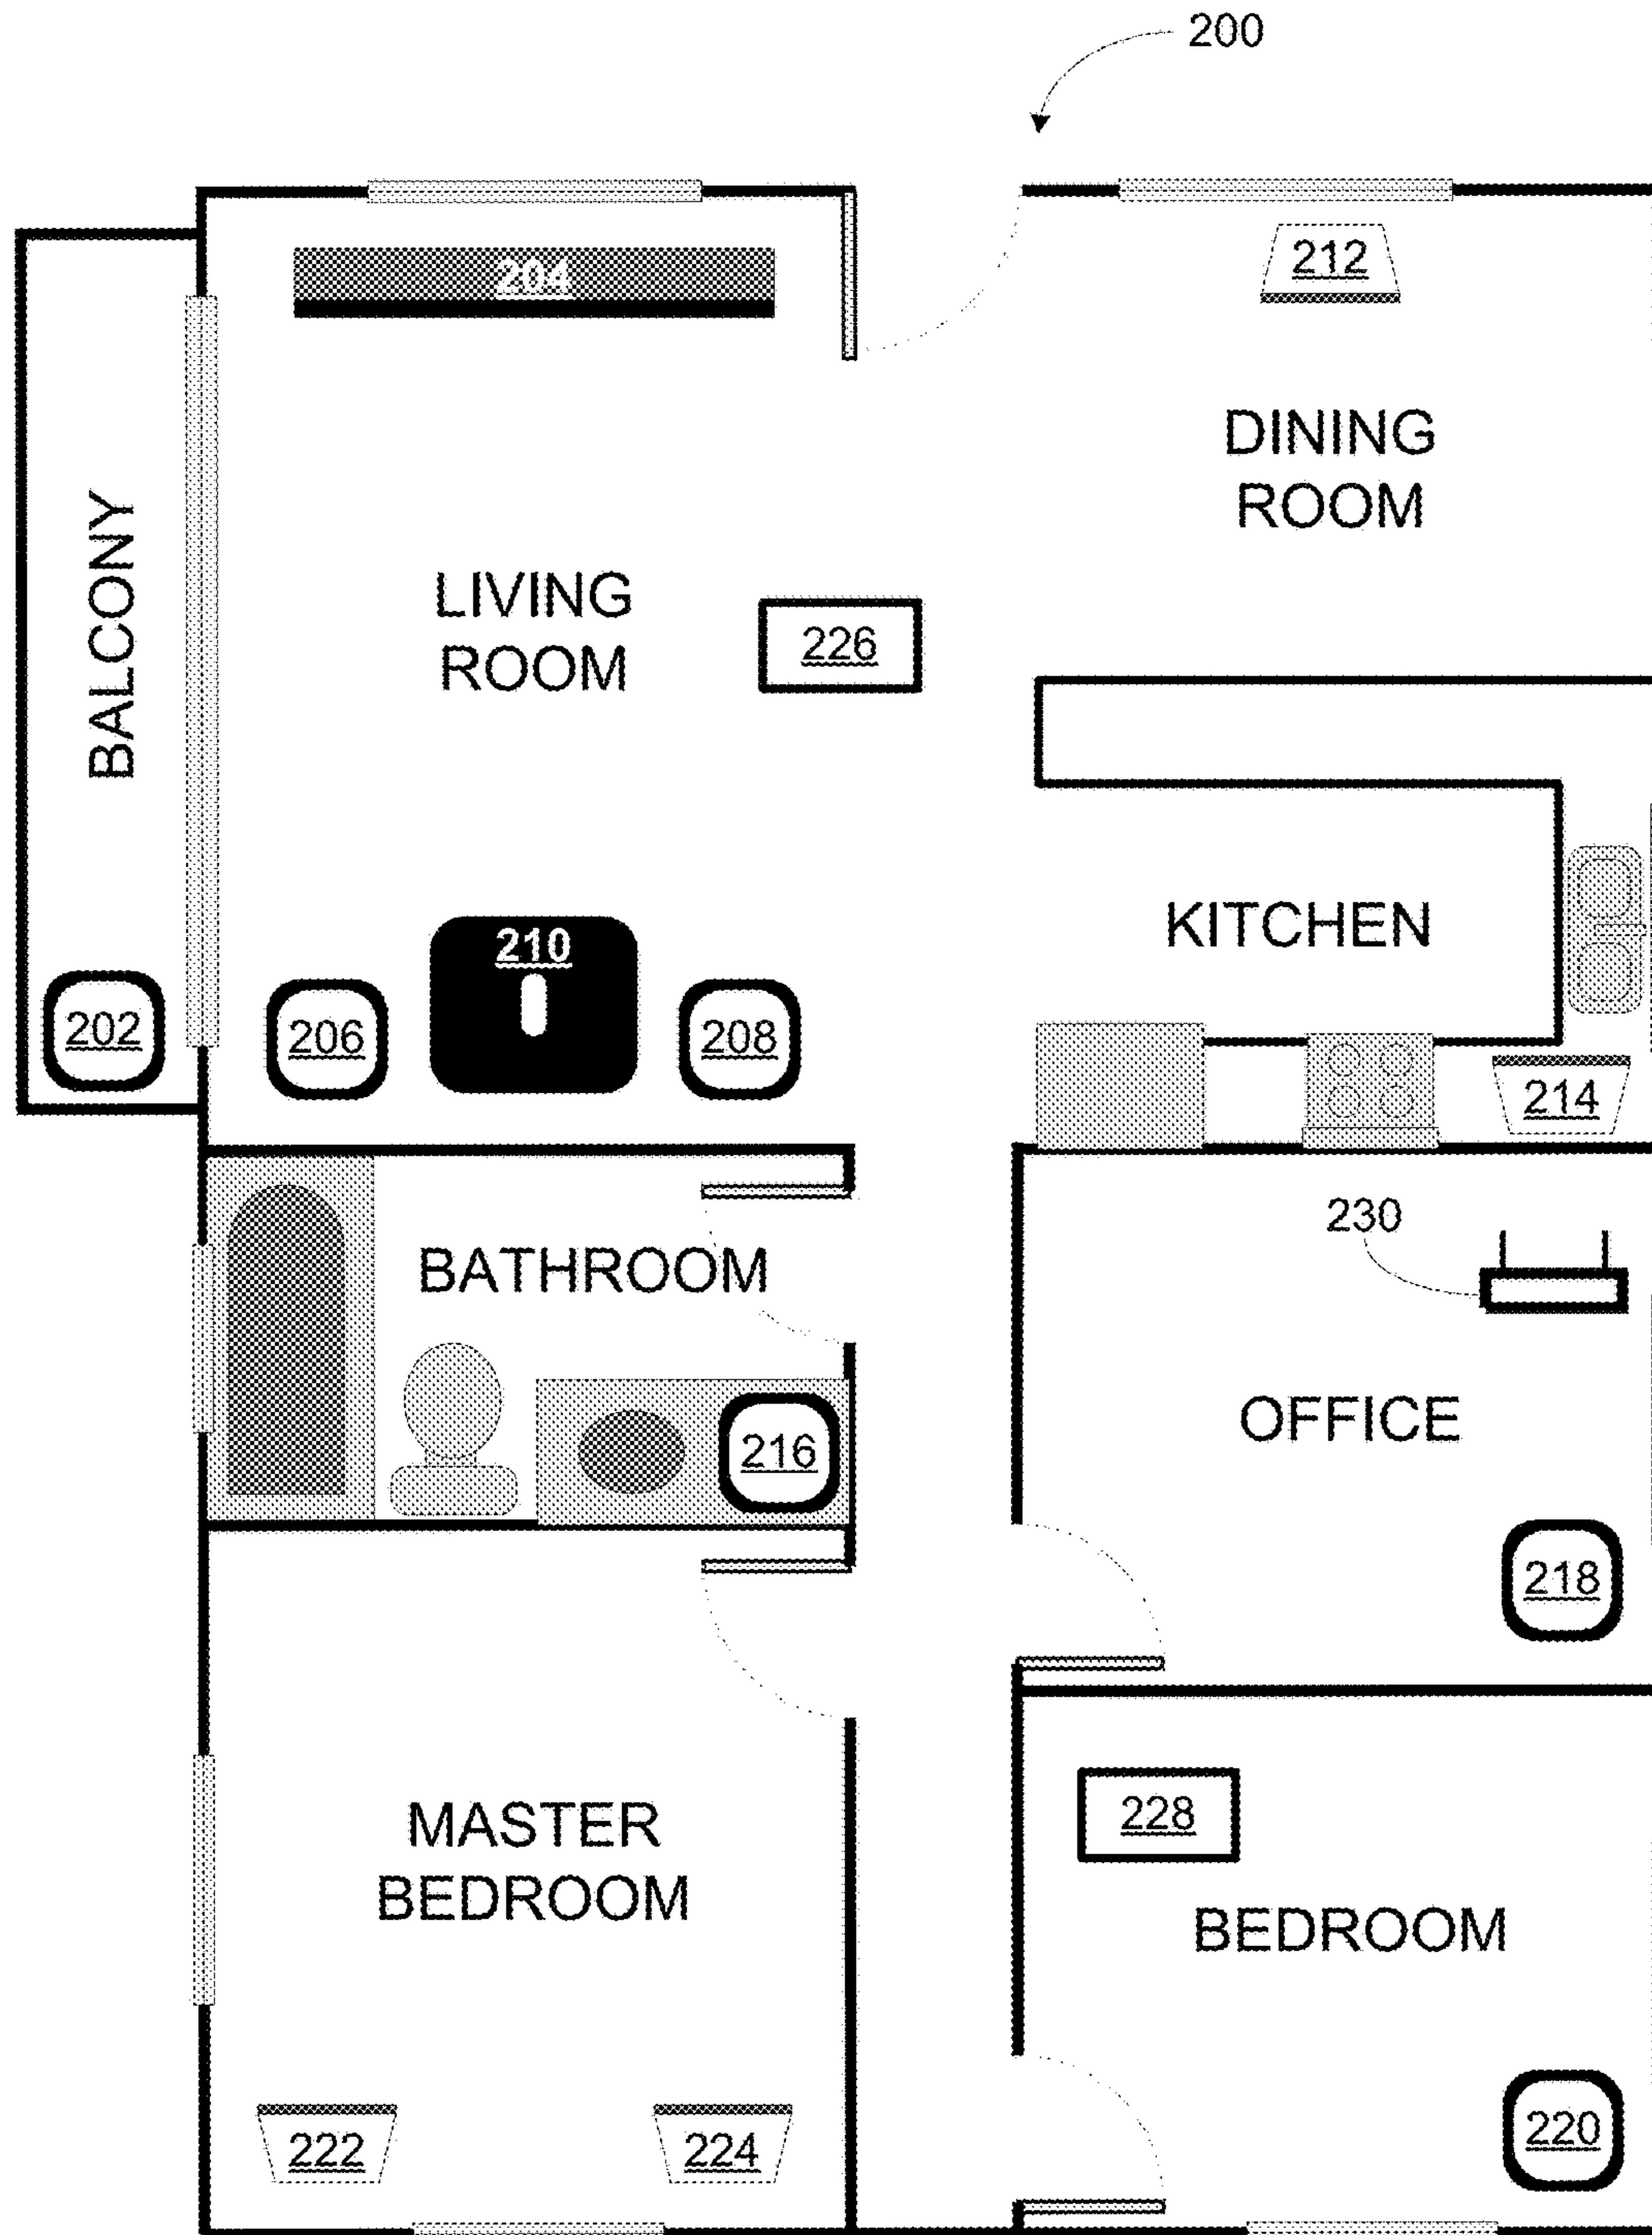 200
204
212
DINING
ROOM
BALCONY
LIVING
ROOM
226
KITCHEN
210
202
206
208
214
230
BATHROOM
OFFICE
216
218
228
MASTER
BEDROOM
BEDROOM
222
224
220